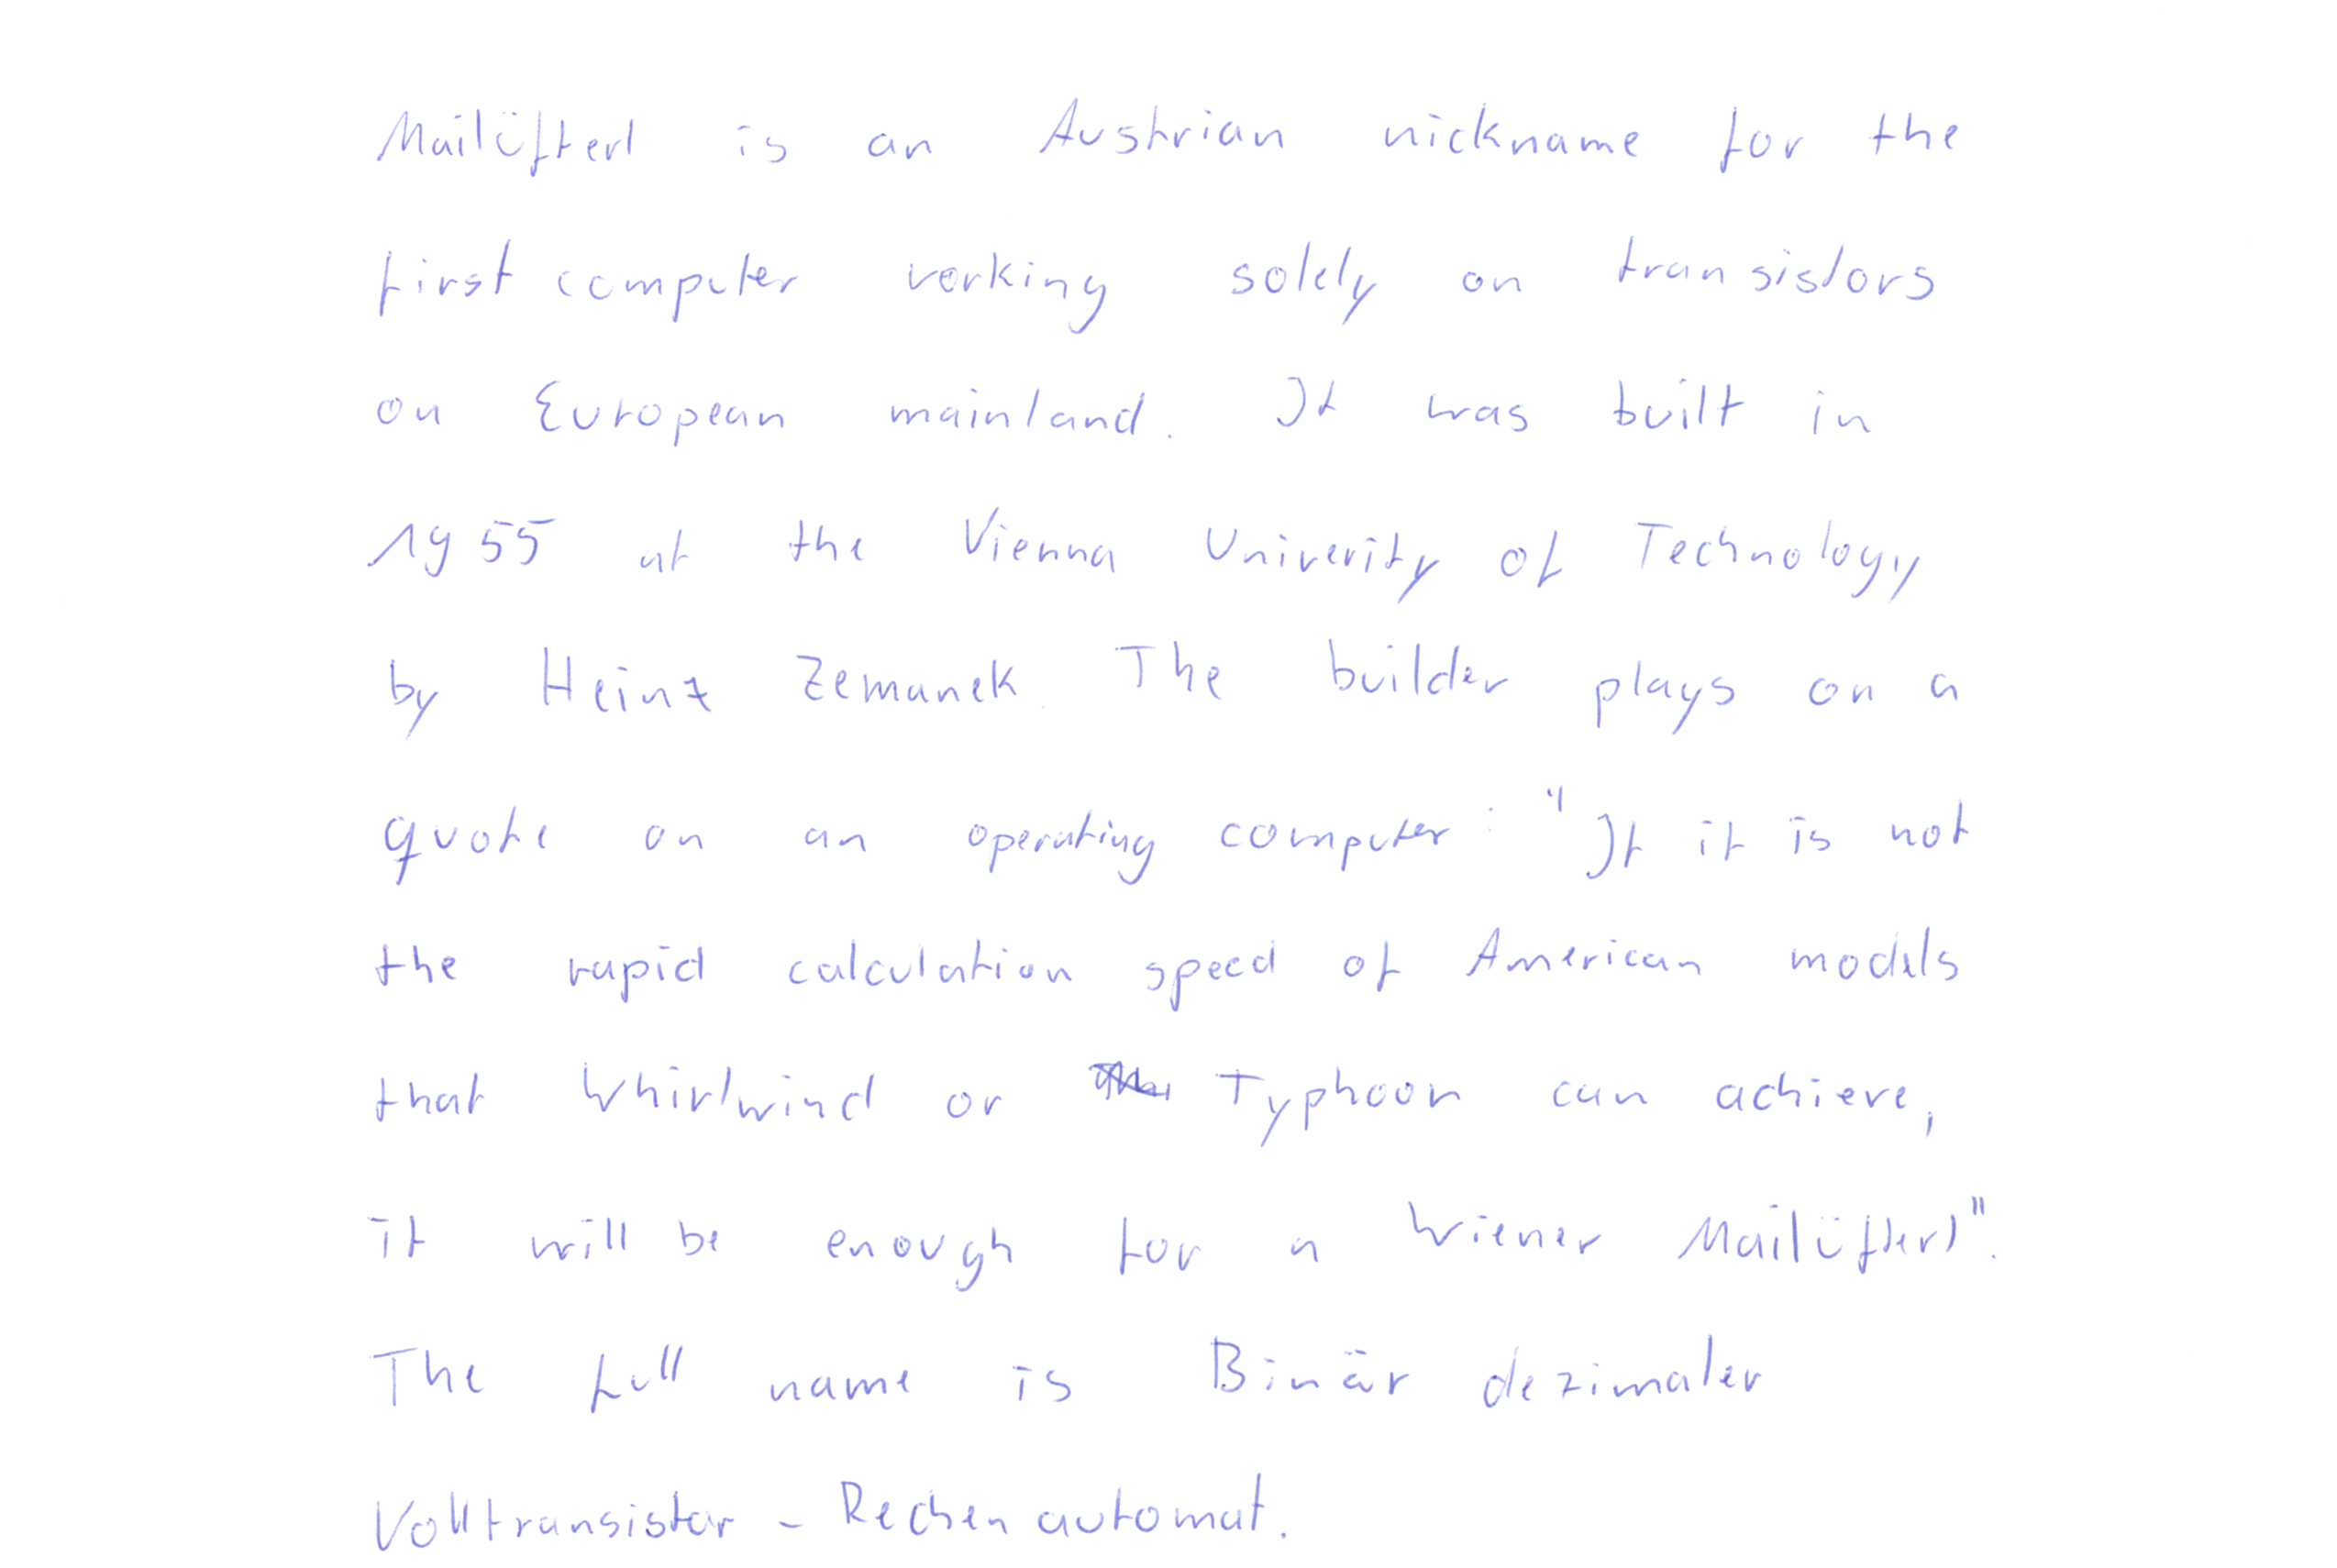 Mailüfterl is an Austrian nickname for the
first computer working solely on transistors
on European mainland. It was built in
1955 at the Vienna Univerity of Technology,
by Heinz Zemanek. The builder plays on a
quote on an operating computer: "If it is not
the rapid calculation speed of American models
that Whirlwind or Typhoon can achieve,
it will be enough for a Wiener Mailüfterl".
The full name is Binär dezimaler
Volltransistor - Rechenautomat.